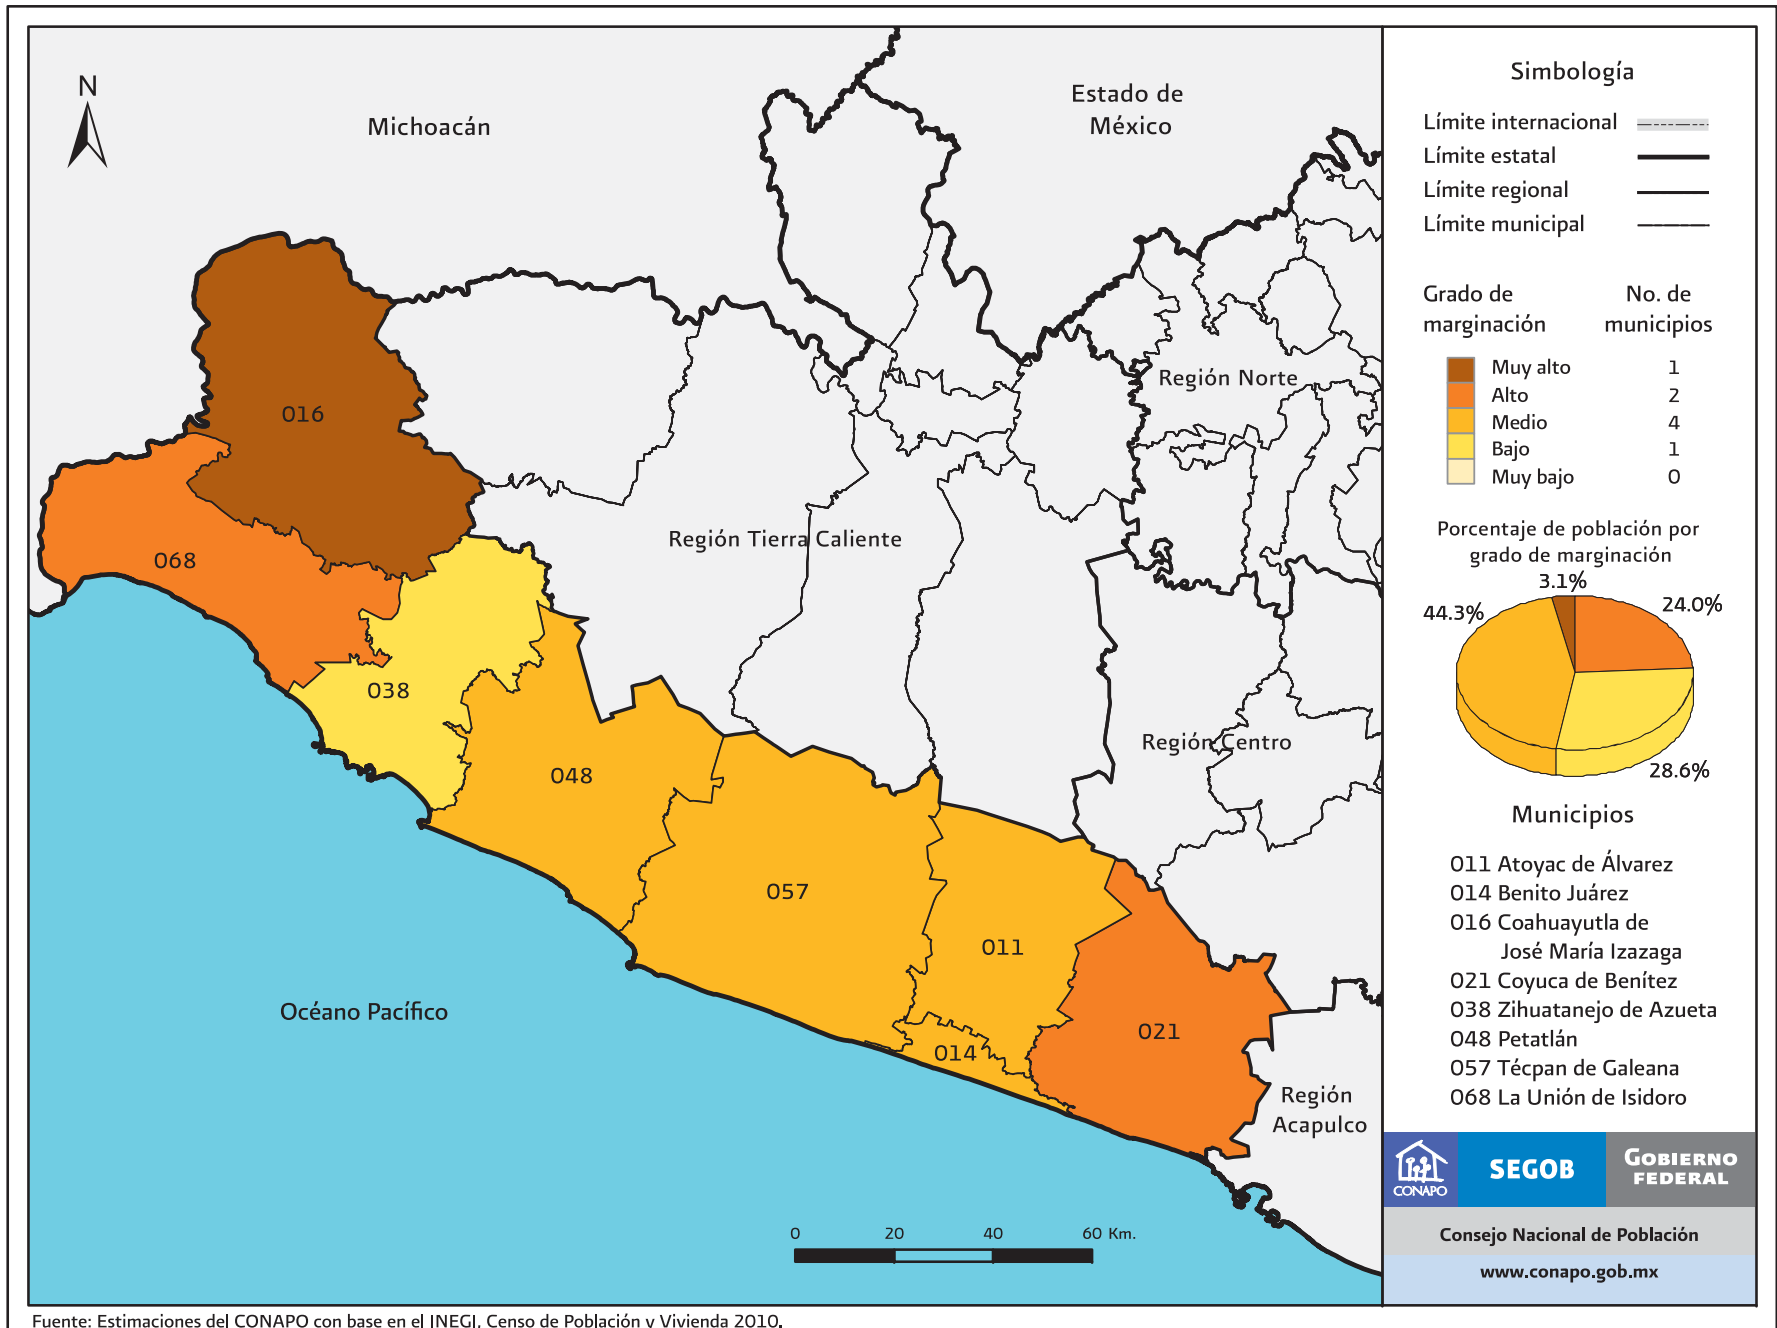 N
Michoacán
Estado de
México
016
Región Norte
068
Región Tierra Caliente
038
048
Región Centro
057
011
Océano Pacífico
014
021
Región
Acapulco
0 20 40 60 Km.
Simbología
Límite internacional
Límite estatal
Límite regional
Límite municipal
Grado de marginación No. de municipios
Muy alto 1
Alto 2
Medio 4
Bajo 1
Muy bajo 0
Porcentaje de población por
grado de marginación
3.1%
44.3% 24.0%
28.6%
Municipios
011 Atoyac de Álvarez
014 Benito Juárez
016 Coahuayutla de
José María Izazaga
021 Coyuca de Benítez
038 Zihuatanejo de Azueta
048 Petatlán
057 Técpan de Galeana
068 La Unión de Isidoro
CONAPO
SEGOB
GOBIERNO
FEDERAL
Consejo Nacional de Población
www.conapo.gob.mx
Fuente: Estimaciones del CONAPO con base en el INEGI, Censo de Población y Vivienda 2010.